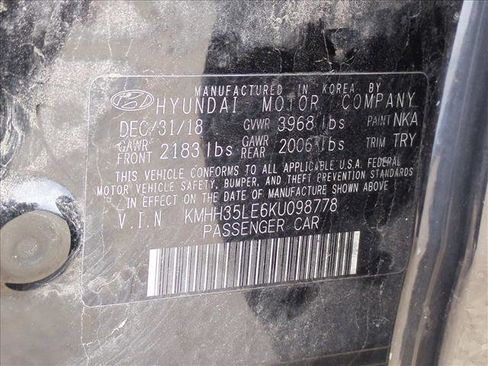 MANUFACTURED IN KOREA BY
HYUNDAI MOTOR COMPANY
DEC/31/18 GVWR 3968 lbs PAINT NKA
GAWR FRONT 2183 lbs GAWR REAR 2006 lbs TRIM TRY
THIS VEHICLE CONFORMS TO ALL APPLICABLE U.S.A. FEDERAL
MOTOR VEHICLE SAFETY, BUMPER, AND THEFT PREVENTION STANDARDS
IN EFFECT ON THE DATE OF MANUFACTURE SHOWN ABOVE.
V.I.N KMHH35LE6KU098778
PASSENGER CAR